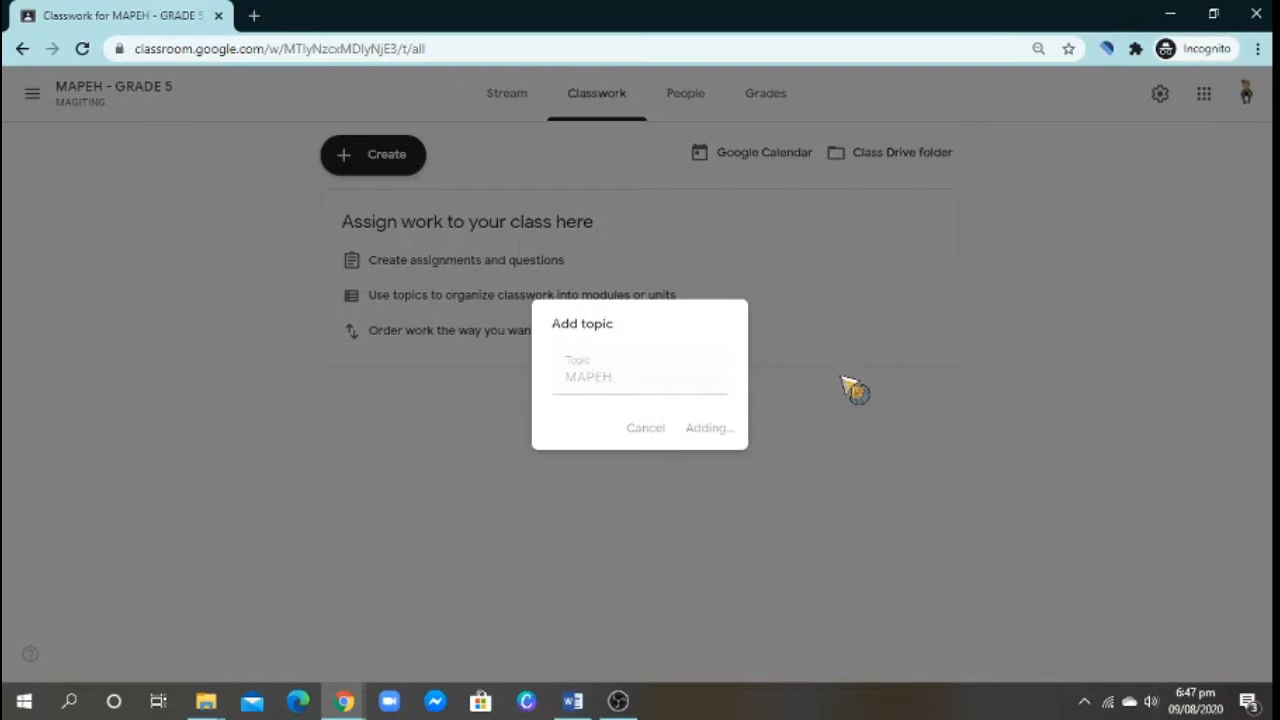 Classwork for MAPEH - GRADE 5
classroom.google.com/w/MTIyNzcxMDIyNjE3/t/all
Incognito
MAPEH - GRADE 5
MAGITING
Stream
Classwork
People
Grades
Create
Google Calendar
Class Drive folder
Assign work to your class here
Create assignments and questions
Use topics to organize classwork into modules or units
Order work the way you wan
Add topic
Topic
MAPEH
Cancel
Adding...
6:47 pm
09/08/2020
3